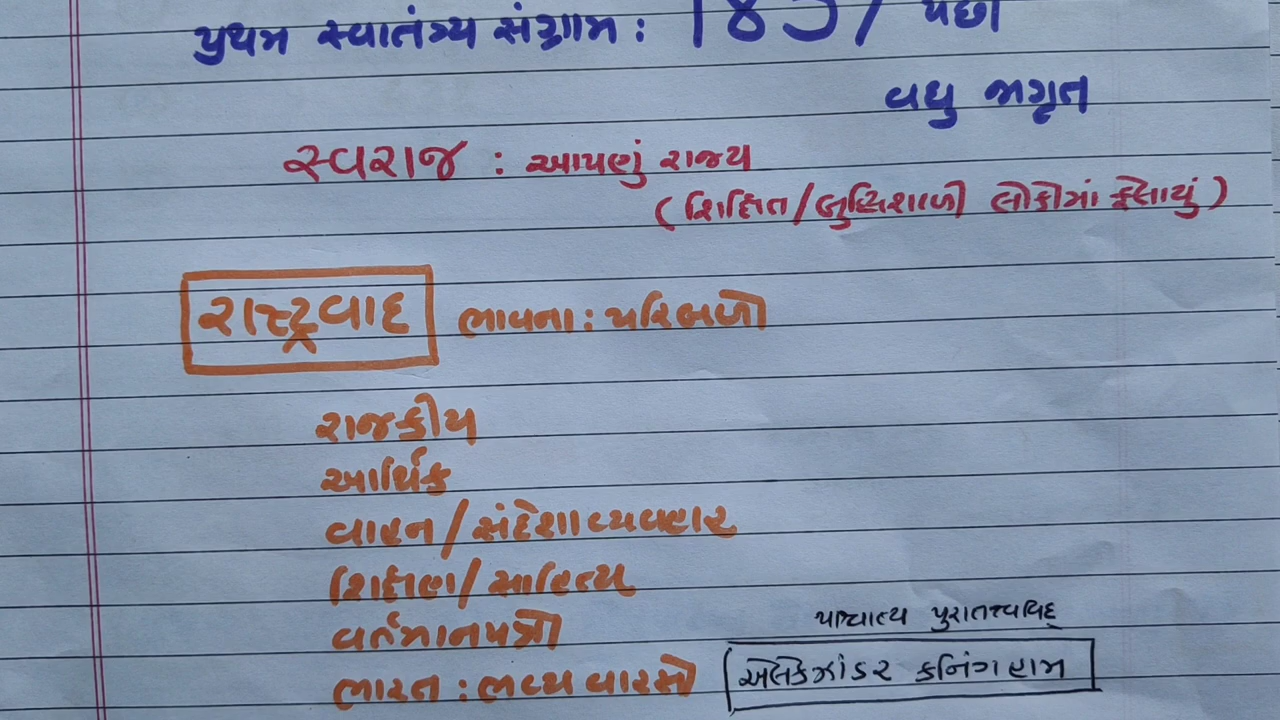 પ્રથમ સ્વાતંત્ર્ય સંગ્રામ : 1857 પછી
વધુ જાગૃત
સ્વરાજ : આપણું રાજ્ય
(શિક્ષિત/બુદ્ધિશાળી લોકોમાં ફેલાયું)
રાષ્ટ્રવાદ ભાવના : પરિબળો
રાજકીય
આર્થિક
વાહન/સંદેશાવ્યવહાર
શિક્ષણ/સાહિત્ય
વર્તમાનપત્રો
પાશ્ચાત્ય પુરાતત્ત્વવિદ્
ભારત : ભવ્ય વારસો એલેકઝાંડર કનિંગહામ